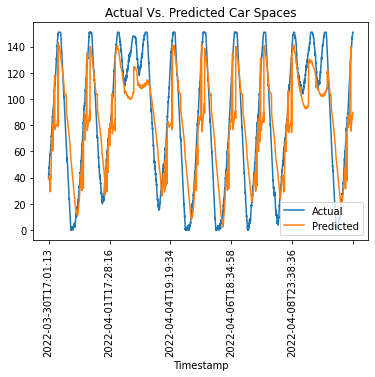 Actual Vs. Predicted Car Spaces
140
120
100
80
60
40
20
0
Actual
Predicted
2022-03-30T17:01:13
2022-04-01T17:28:16
2022-04-04T19:19:34
2022-04-06T18:34:58
2022-04-08T23:38:36
Timestamp